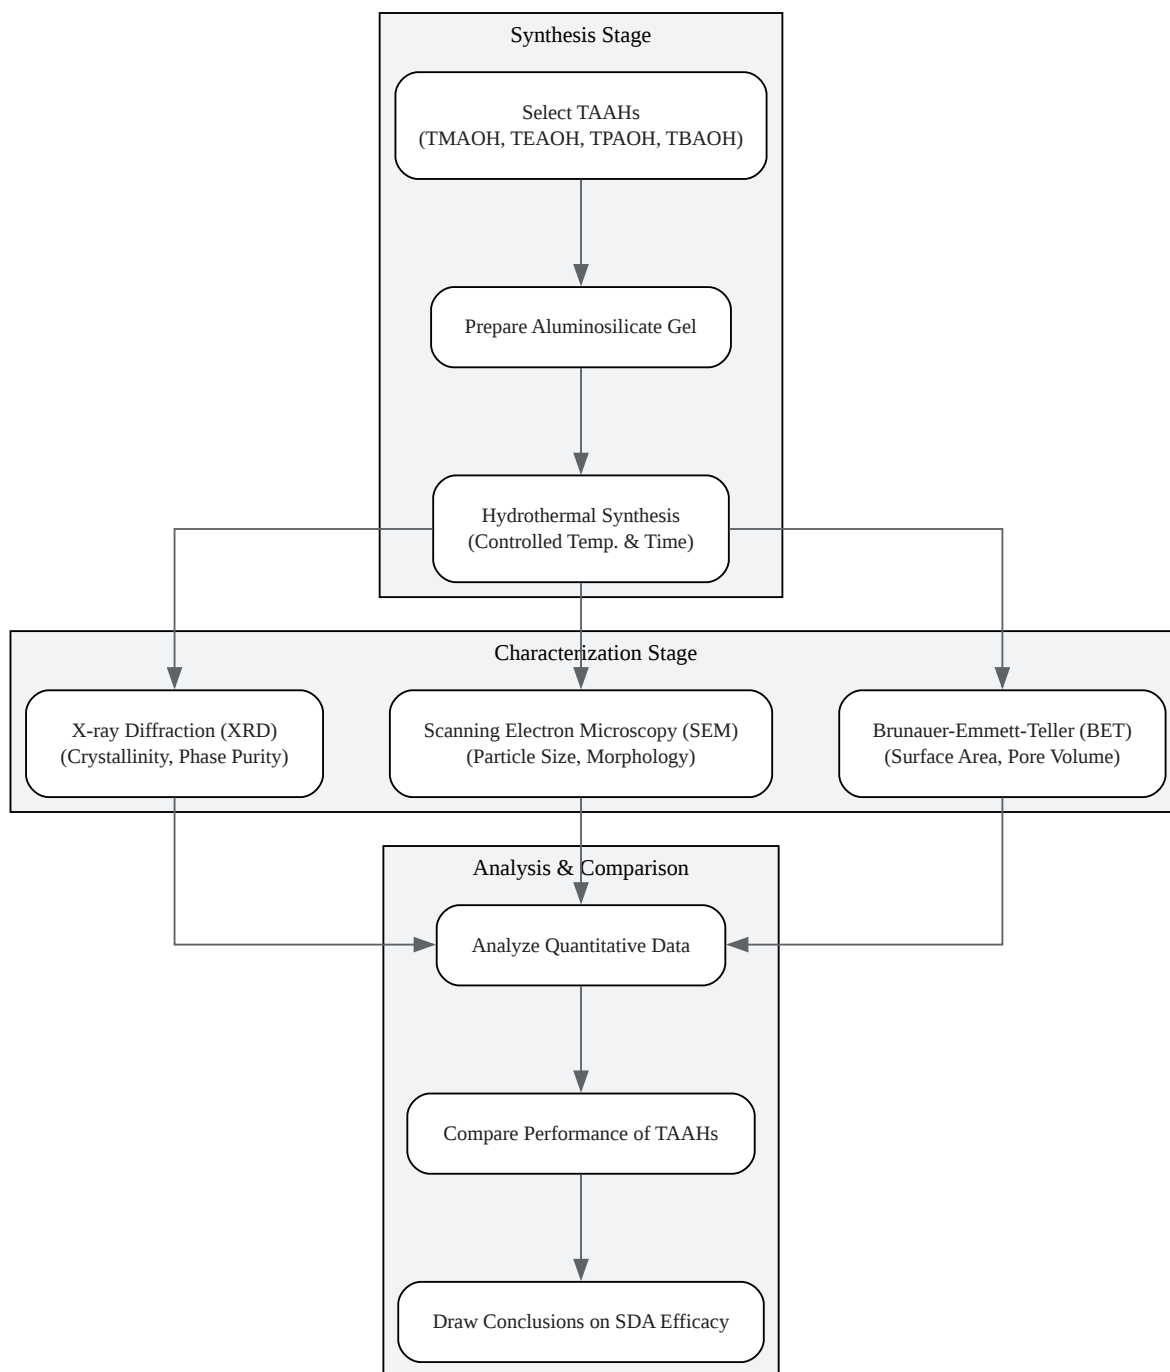 Synthesis Stage
Select TAAHs
(TMAOH, TEAOH, TPAOH, TBAOH)
Prepare Aluminosilicate Gel
Hydrothermal Synthesis
(Controlled Temp. & Time)
Characterization Stage
X-ray Diffraction (XRD)
(Crystallinity, Phase Purity)
Scanning Electron Microscopy (SEM)
(Particle Size, Morphology)
Brunauer-Emmett-Teller (BET)
(Surface Area, Pore Volume)
Analysis & Comparison
Analyze Quantitative Data
Compare Performance of TAAHs
Draw Conclusions on SDA Efficacy